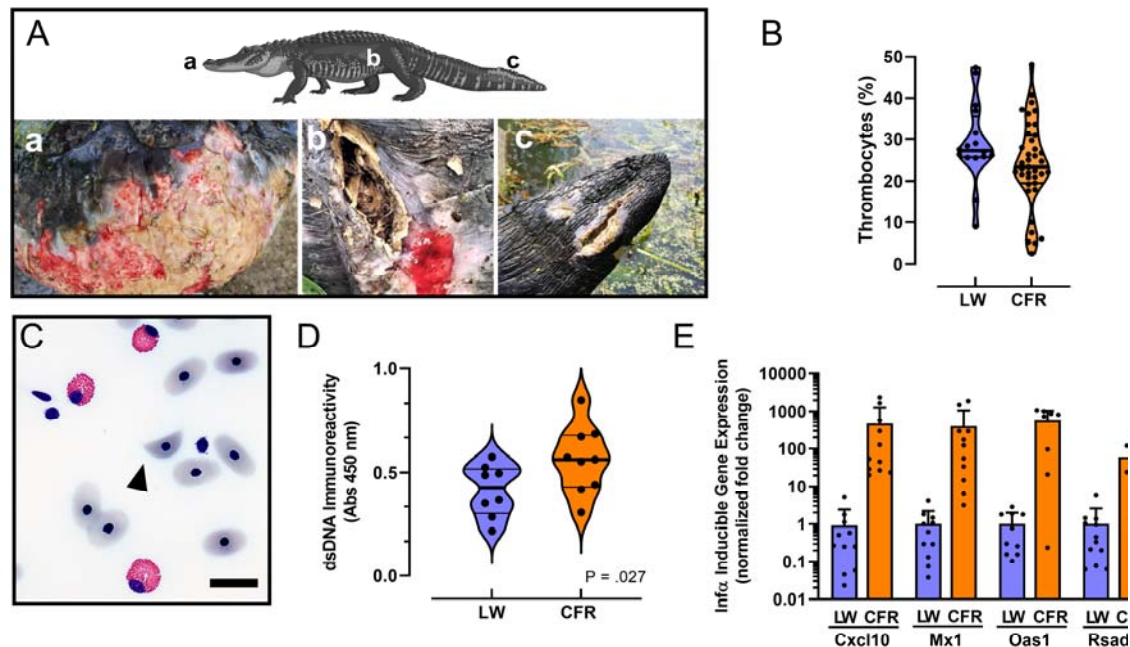 A
a
b
c
a
b
c
B
Thrombocytes (%)
50
40
30
20
10
0
LW
CFR
C
D
dsDNA Immunoreactivity
(Abs 450 nm)
1.0
0.5
0.0
P = .027
LW
CFR
E
Infα Inducible Gene Expression
(normalized fold change)
10000
1000
100
10
1
0.1
0.01
LW CFR LW CFR LW CFR LW C
Cxcl10 Mx1 Oas1 Rsad